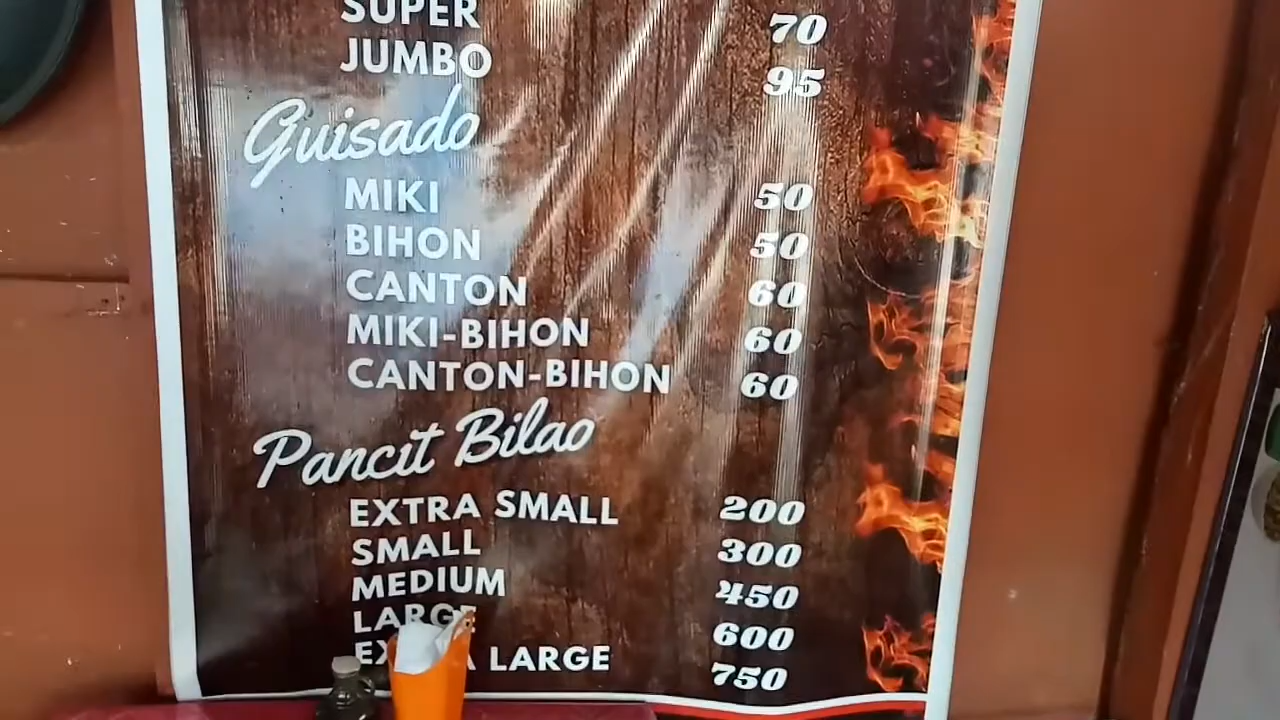 SUPER 70
JUMBO 95
Guisado
MIKI 50
BIHON 50
CANTON 60
MIKI-BIHON 60
CANTON-BIHON 60
Pancit Bilao
EXTRA SMALL 200
SMALL 300
MEDIUM 450
LARGE 600
EXTRA LARGE 750